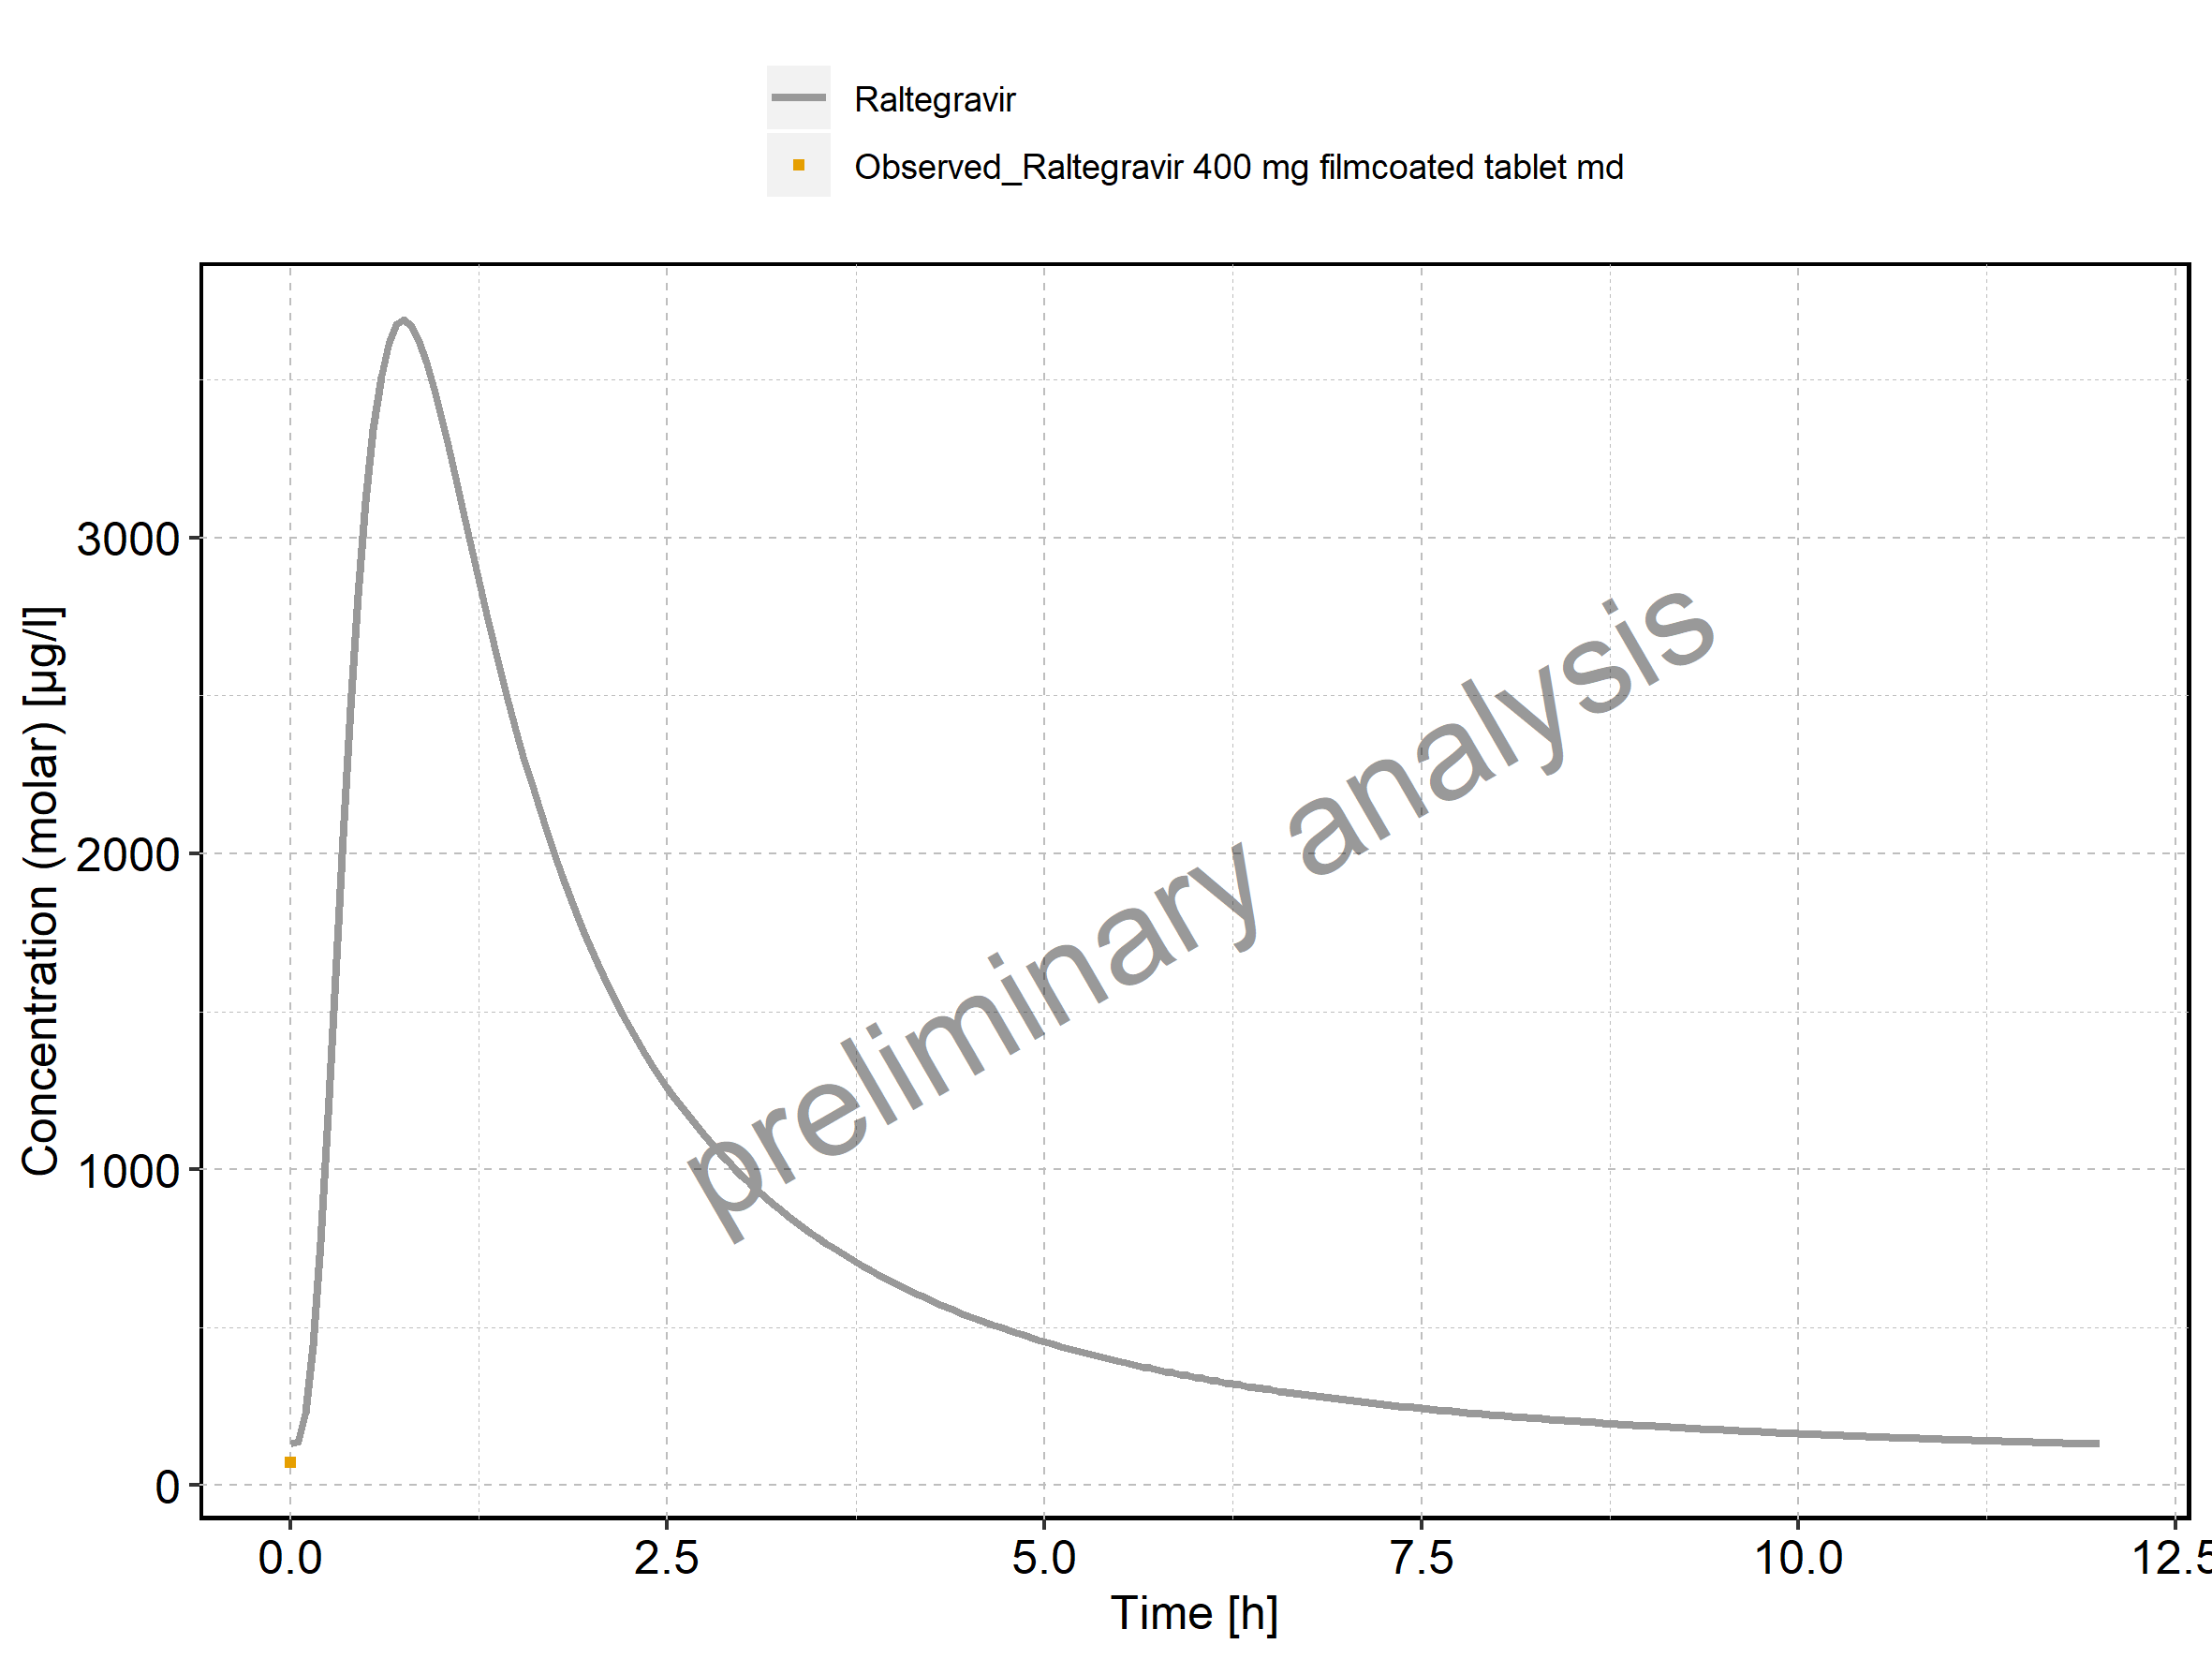 Raltegravir
Observed_Raltegravir 400 mg filmcoated tablet md
Concentration (molar) [µg/l]
3000
2000
1000
0
preliminary analysis
0.0 2.5 5.0 7.5 10.0 12.5
Time [h]